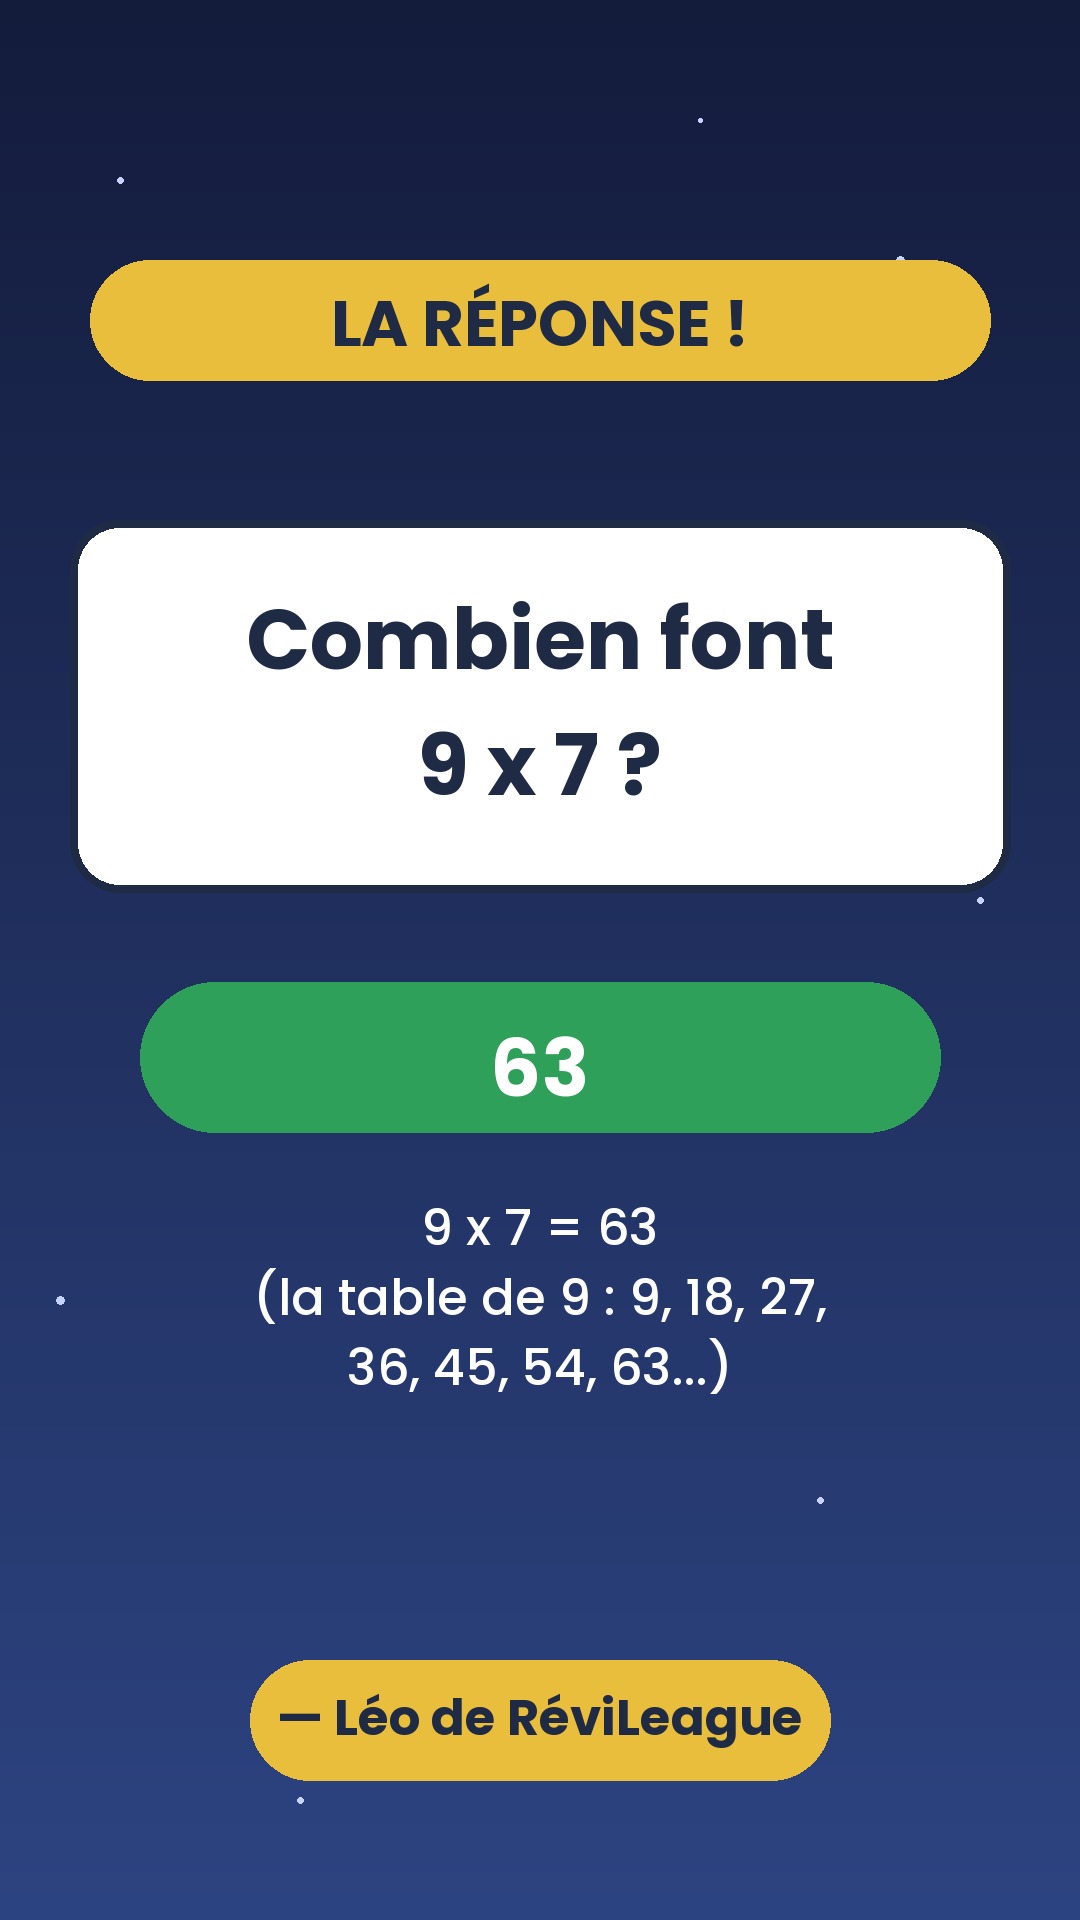 LA RÉPONSE !
Combien font
9 x 7 ?
63
9 x 7 = 63
(la table de 9 : 9, 18, 27,
36, 45, 54, 63...)
— Léo de RéviLeague